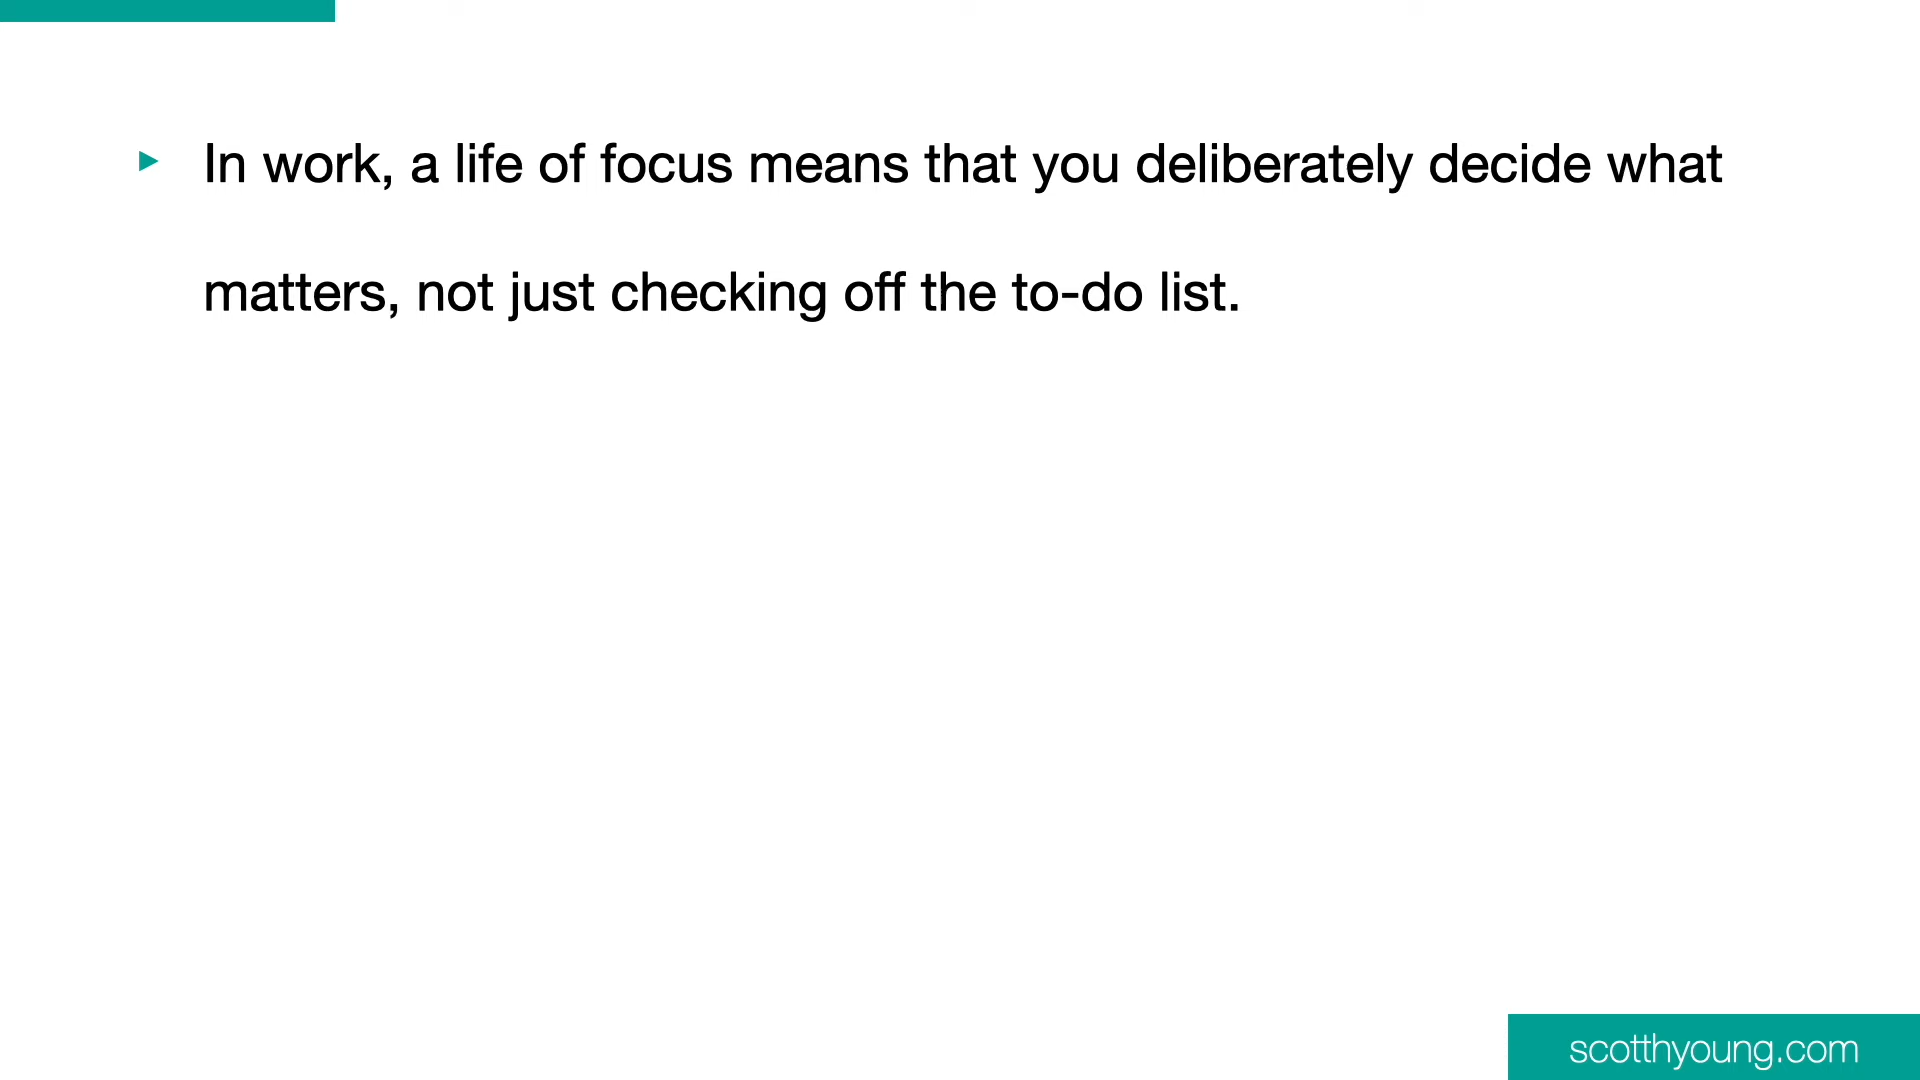 In work, a life of focus means that you deliberately decide what
matters, not just checking off the to-do list.
scotthyoung.com